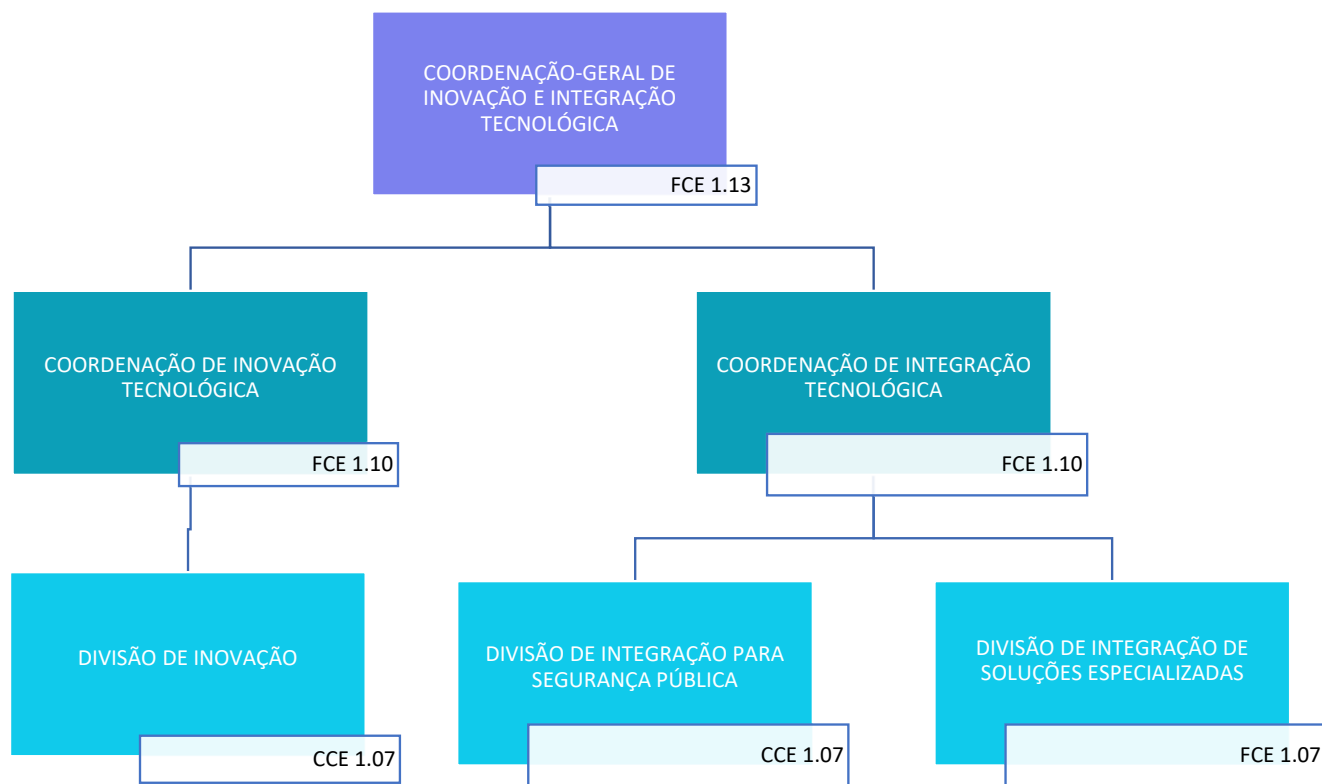 COORDENAÇÃO-GERAL DE
INOVAÇÃO E INTEGRAÇÃO
TECNOLÓGICA
FCE 1.13
COORDENAÇÃO DE INOVAÇÃO
TECNOLÓGICA
FCE 1.10
COORDENAÇÃO DE INTEGRAÇÃO
TECNOLÓGICA
FCE 1.10
DIVISÃO DE INOVAÇÃO
CCE 1.07
DIVISÃO DE INTEGRAÇÃO PARA
SEGURANÇA PÚBLICA
CCE 1.07
DIVISÃO DE INTEGRAÇÃO DE
SOLUÇÕES ESPECIALIZADAS
FCE 1.07